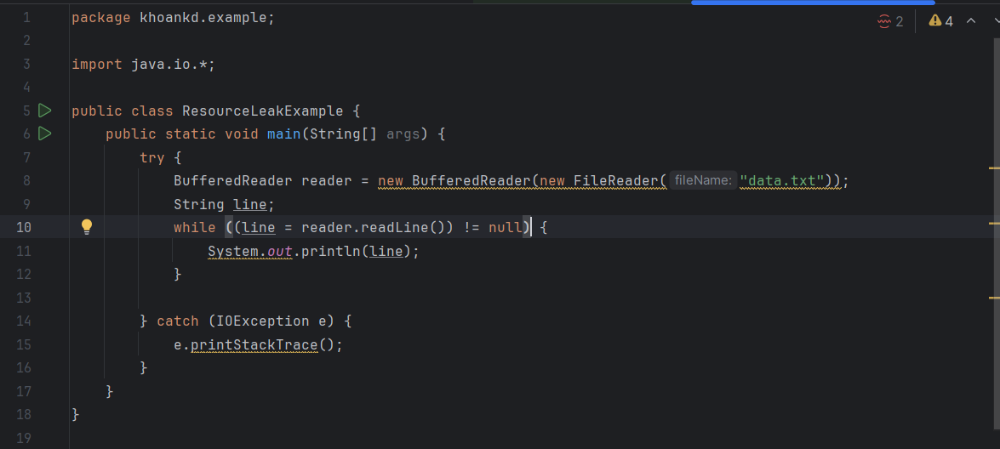 1 package khoankd.example;
2
3 import java.io.*;
4
5 public class ResourceLeakExample {
6 public static void main(String[] args) {
7 try {
8 BufferedReader reader = new BufferedReader(new FileReader( fileName: "data.txt"));
9 String line;
10 while ((line = reader.readLine()) != null) {
11 System.out.println(line);
12 }
13
14 } catch (IOException e) {
15 e.printStackTrace();
16 }
17 }
18 }
19
2 4